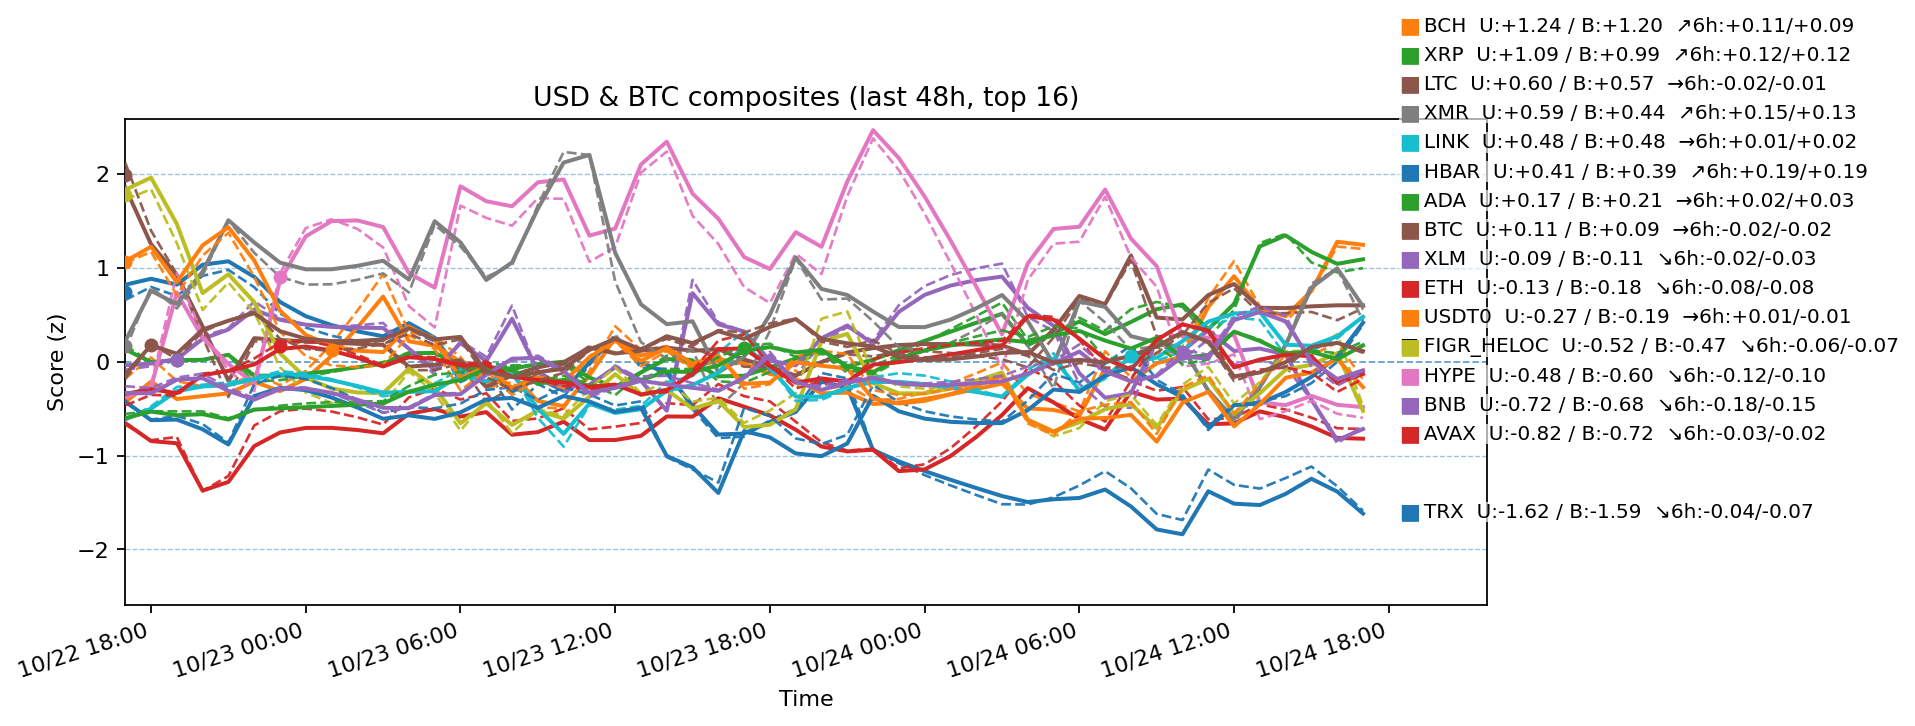 BCH  U:+1.24 / B:+1.20  ↗6h:+0.11/+0.09
XRP  U:+1.09 / B:+0.99  ↗6h:+0.12/+0.12
LTC  U:+0.60 / B:+0.57  →6h:-0.02/-0.01
XMR  U:+0.59 / B:+0.44  ↗6h:+0.15/+0.13
LINK  U:+0.48 / B:+0.48  →6h:+0.01/+0.02
HBAR  U:+0.41 / B:+0.39  ↗6h:+0.19/+0.19
ADA  U:+0.17 / B:+0.21  →6h:+0.02/+0.03
BTC  U:+0.11 / B:+0.09  →6h:-0.02/-0.02
XLM  U:-0.09 / B:-0.11  ↘6h:-0.02/-0.03
ETH  U:-0.13 / B:-0.18  ↘6h:-0.08/-0.08
USDT0  U:-0.27 / B:-0.19  →6h:+0.01/-0.01
FIGR_HELOC  U:-0.52 / B:-0.47  ↘6h:-0.06/-0.07
HYPE  U:-0.48 / B:-0.60  ↘6h:-0.12/-0.10
BNB  U:-0.72 / B:-0.68  ↘6h:-0.18/-0.15
AVAX  U:-0.82 / B:-0.72  ↘6h:-0.03/-0.02
TRX  U:-1.62 / B:-1.59  ↘6h:-0.04/-0.07
USD & BTC composites (last 48h, top 16)
Score (z)
2
1
0
−1
−2
10/22 18:00
10/23 00:00
10/23 06:00
10/23 12:00
10/23 18:00
10/24 00:00
10/24 06:00
10/24 12:00
10/24 18:00
Time